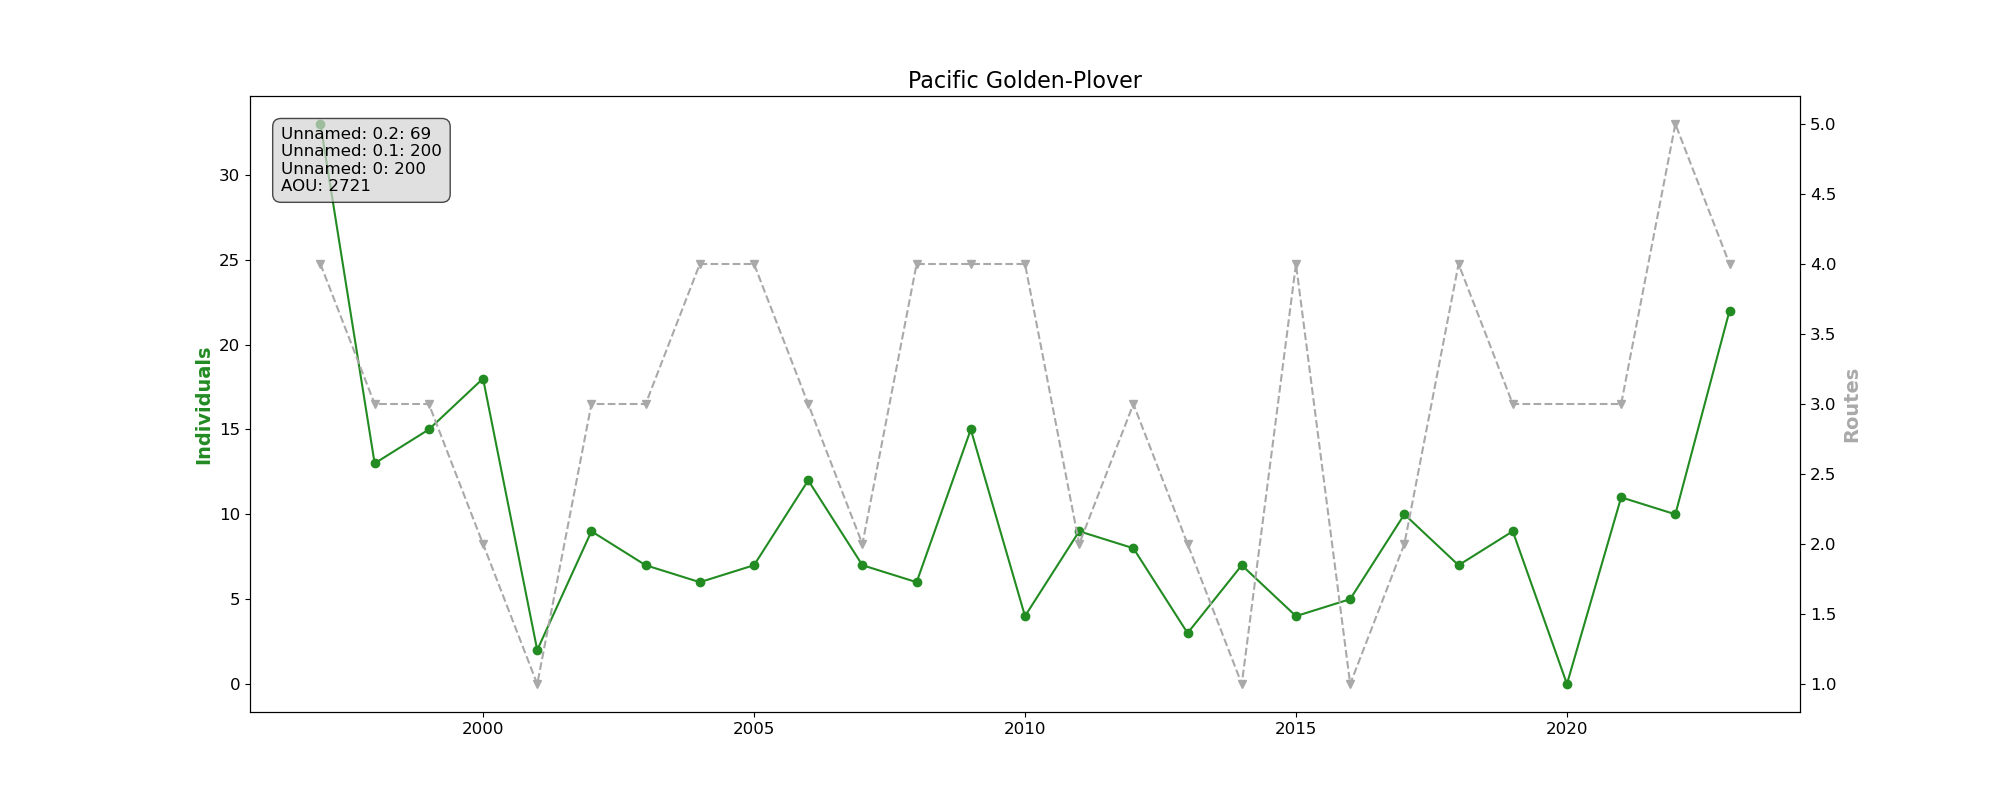 Pacific Golden-Plover
Unnamed: 0.2: 69
Unnamed: 0.1: 200
Unnamed: 0: 200
AOU: 2721
Individuals
30
25
20
15
10
5
0
5.0
4.5
4.0
3.5
3.0
2.5
2.0
1.5
1.0
Routes
2000 2005 2010 2015 2020